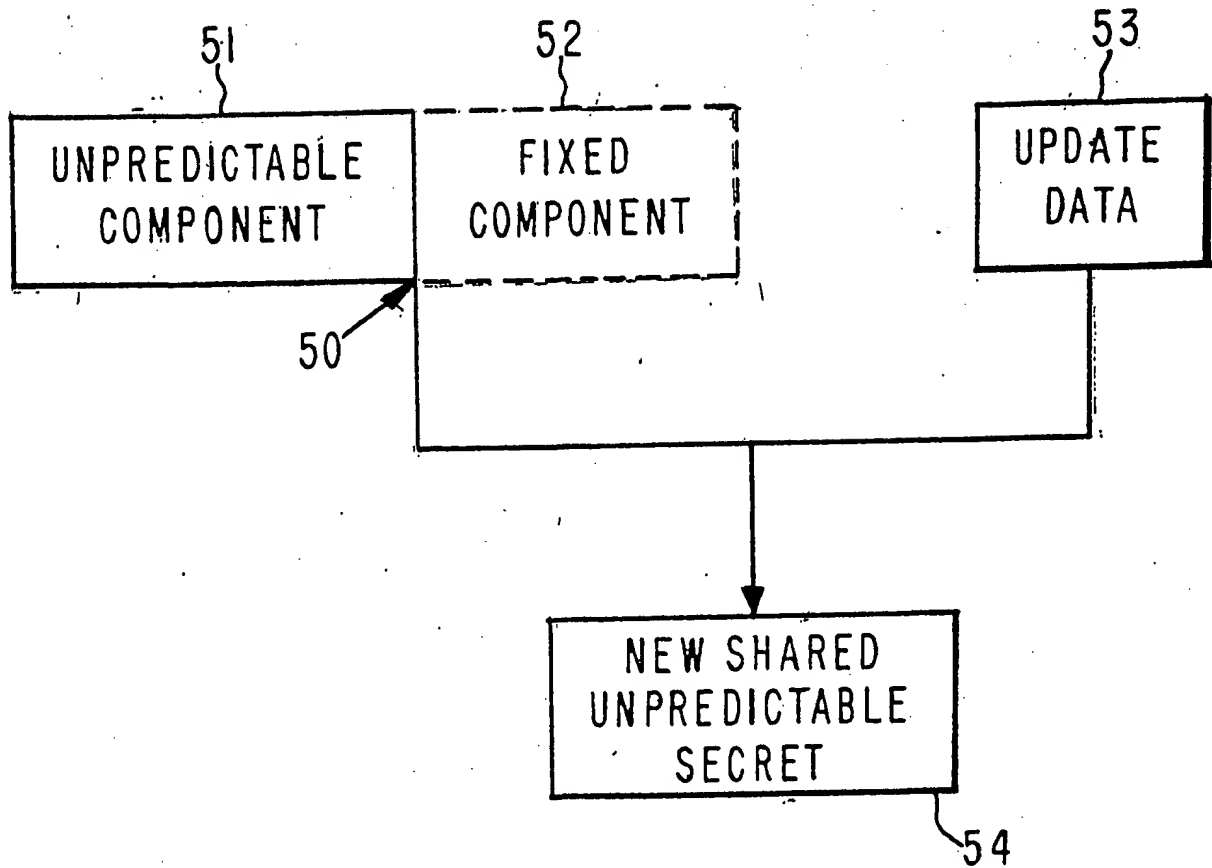 51
52
53
UNPREDICTABLE
COMPONENT
FIXED
COMPONENT
UPDATE
DATA
50
NEW SHARED
UNPREDICTABLE
SECRET
54